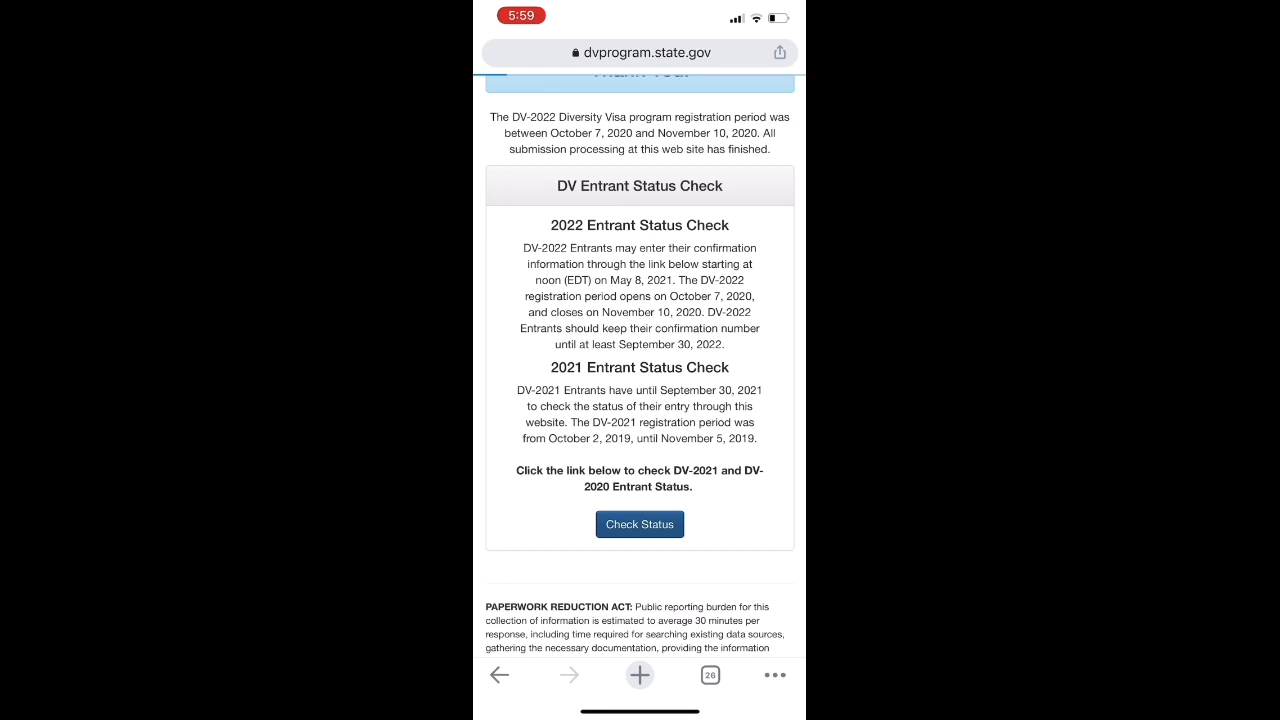 5:59
dvprogram.state.gov
The DV-2022 Diversity Visa program registration period was
between October 7, 2020 and November 10, 2020. All
submission processing at this web site has finished.
DV Entrant Status Check
2022 Entrant Status Check
DV-2022 Entrants may enter their confirmation
information through the link below starting at
noon (EDT) on May 8, 2021. The DV-2022
registration period opens on October 7, 2020,
and closes on November 10, 2020. DV-2022
Entrants should keep their confirmation number
until at least September 30, 2022.
2021 Entrant Status Check
DV-2021 Entrants have until September 30, 2021
to check the status of their entry through this
website. The DV-2021 registration period was
from October 2, 2019, until November 5, 2019.
Click the link below to check DV-2021 and DV-
2020 Entrant Status.
Check Status
PAPERWORK REDUCTION ACT: Public reporting burden for this
collection of information is estimated to average 30 minutes per
response, including time required for searching existing data sources,
gathering the necessary documentation, providing the information
26